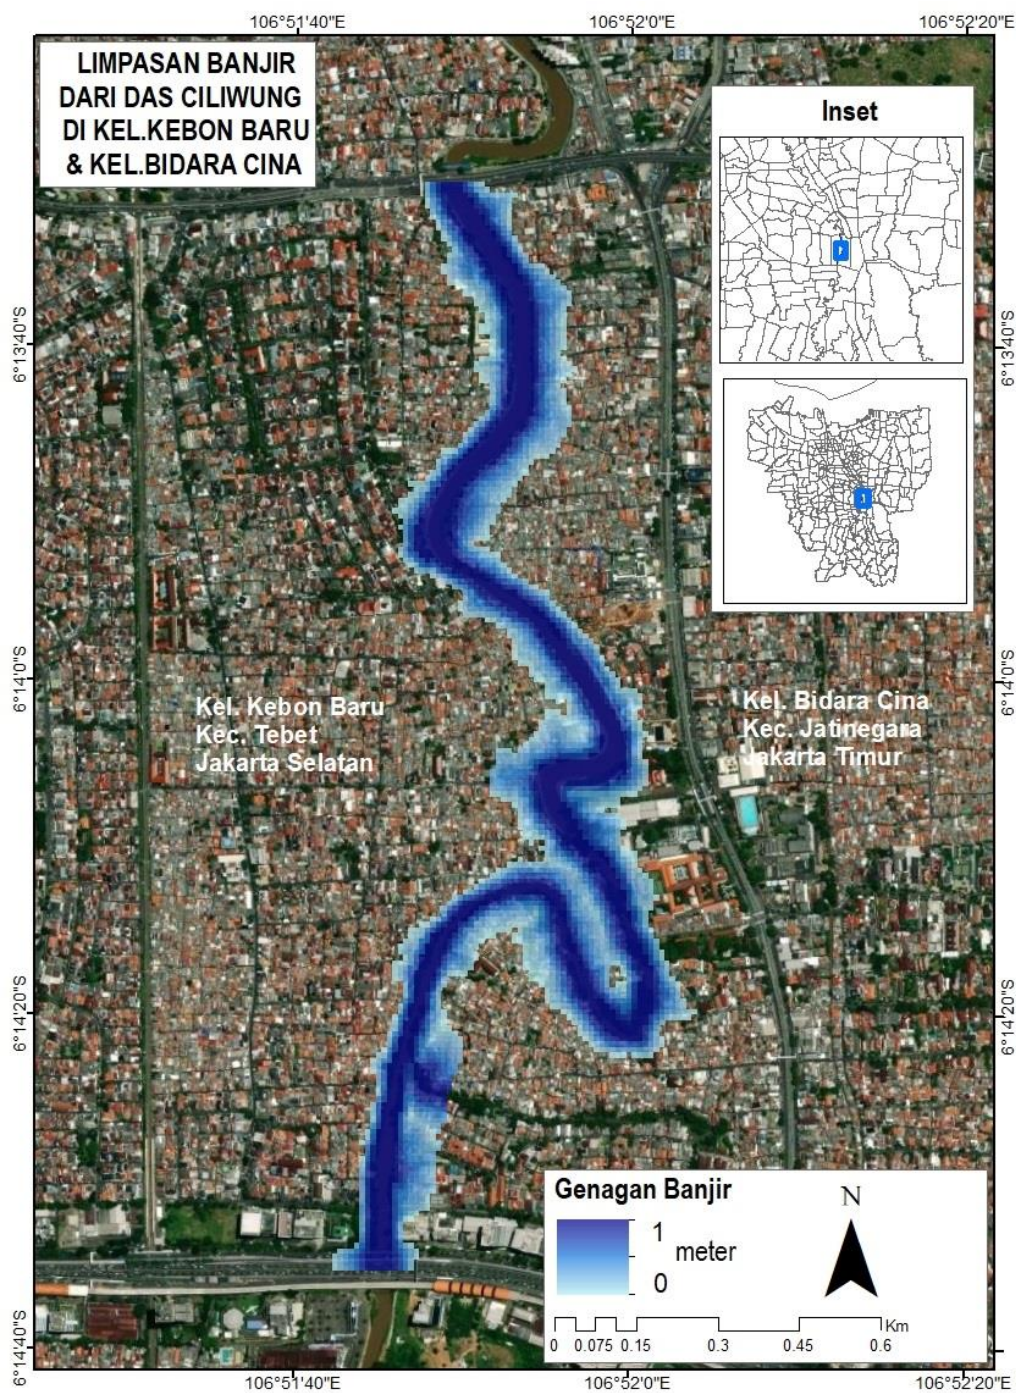 106°51'40"E 106°52'0"E 106°52'20"E
LIMPASAN BANJIR
DARI DAS CILIWUNG
DI KEL.KEBON BARU
& KEL.BIDARA CINA
Inset
6°13'40"S 6°13'40"S
6°14'0"S 6°14'0"S
Kel. Kebon Baru
Kec. Tebet
Jakarta Selatan
Kel. Bidara Cina
Kec. Jatinegara
Jakarta Timur
6°14'20"S 6°14'20"S
Genagan Banjir
1
meter
0
N
Km
0 0.075 0.15 0.3 0.45 0.6
6°14'40"S
106°51'40"E 106°52'0"E 106°52'20"E